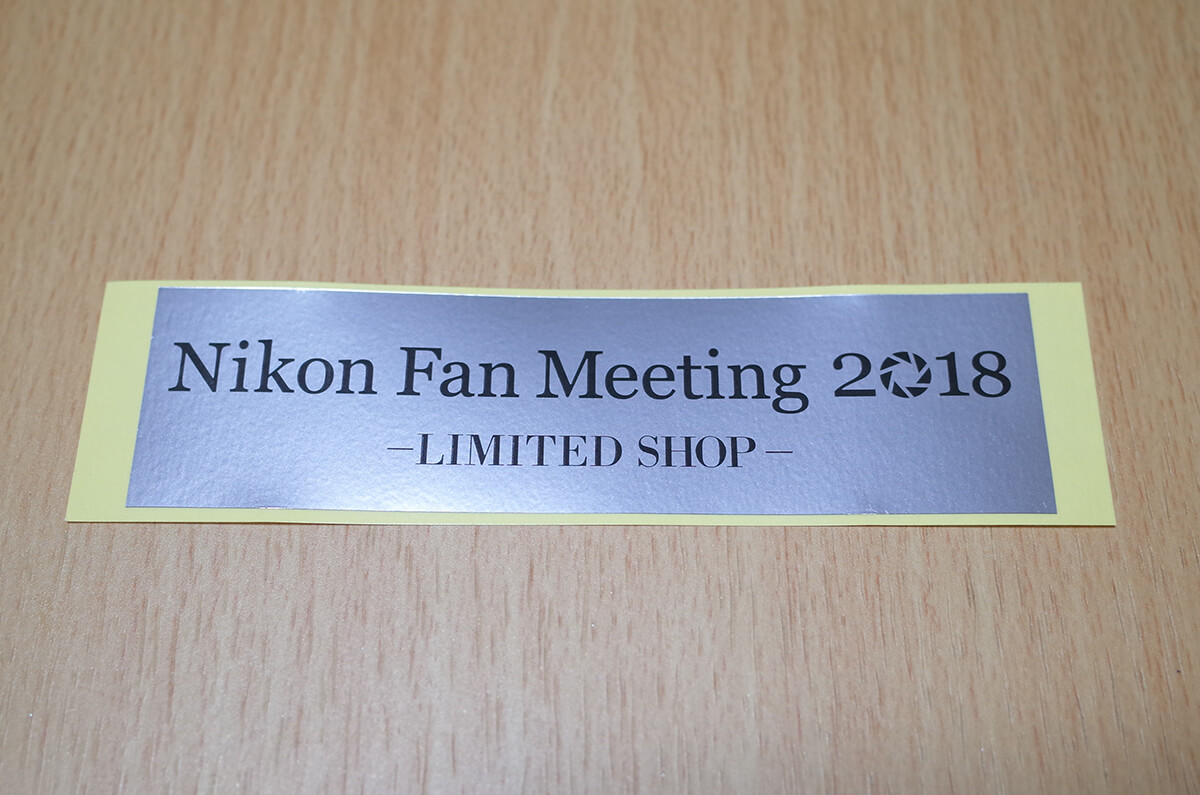 Nikon Fan Meeting 2018
–LIMITED SHOP–